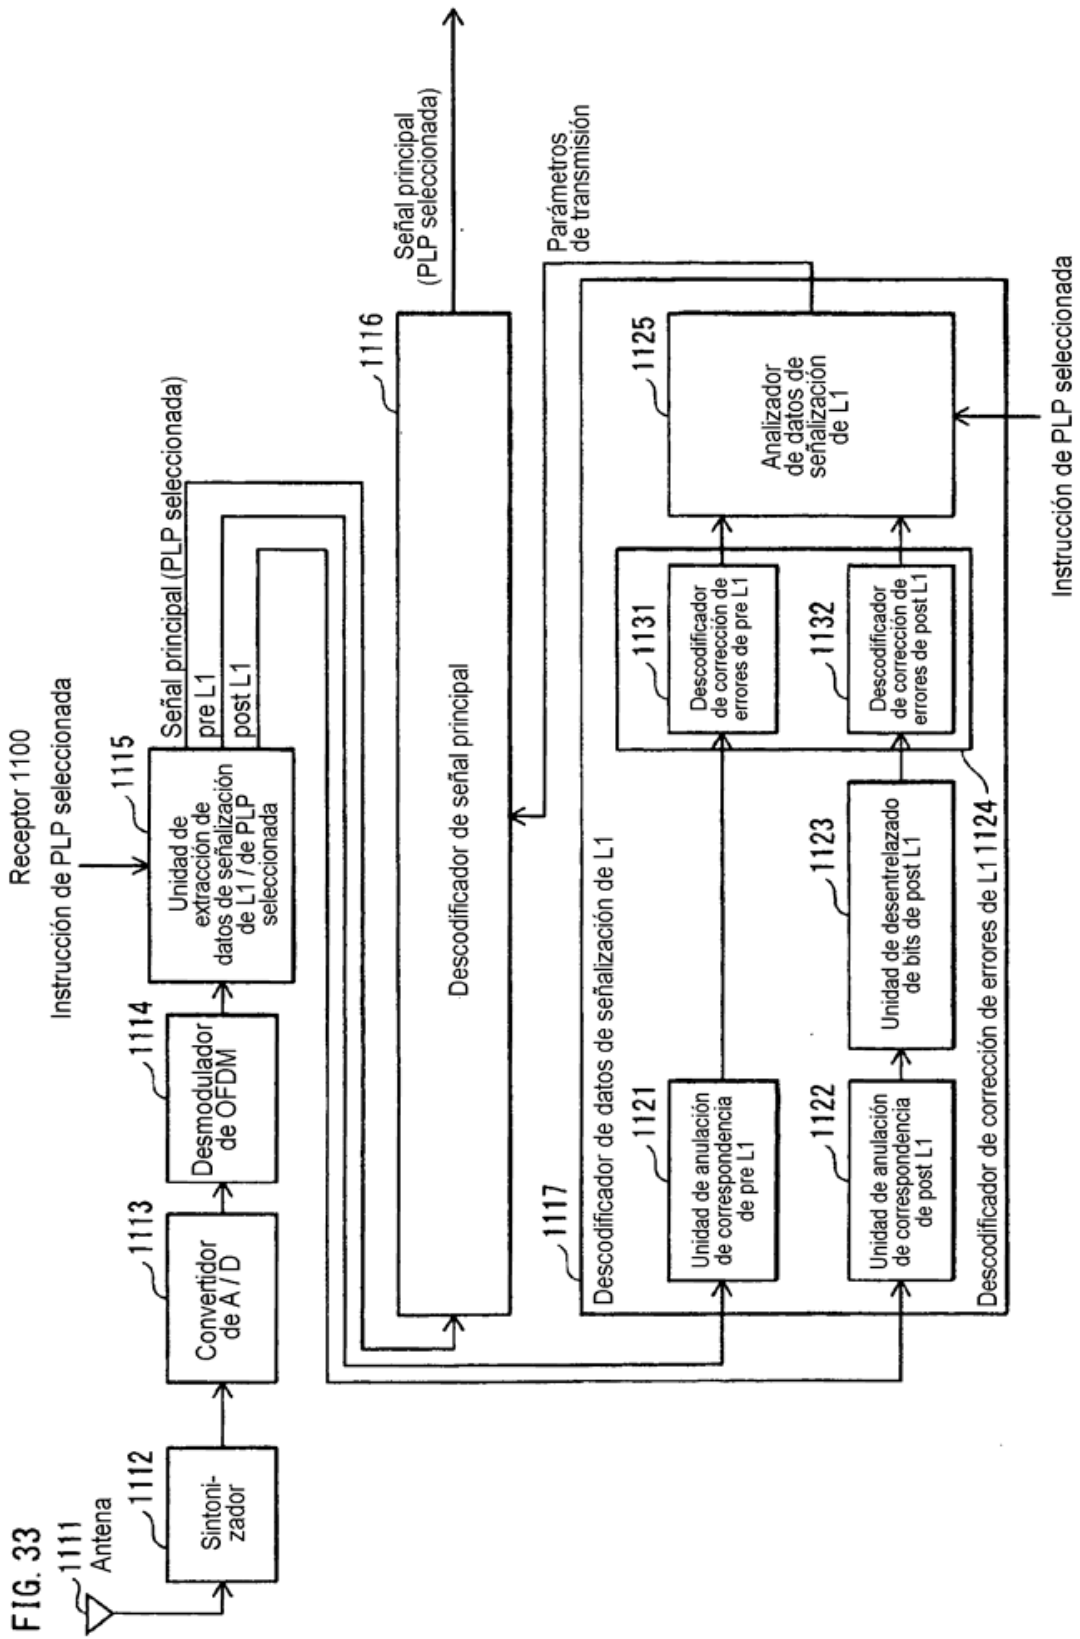 FIG. 33
Receptor 1100
1111
Antena
1112
Sintoni-
zador
1113
Convertidor
de A / D
1114
Desmodulador
de OFDM
Instrucción de PLP seleccionada
1115
Unidad de
extracción de
datos de señalización
de L1 / de PLP
seleccionada
Señal principal (PLP seleccionada)
pre L1
post L1
1116
Descodificador de señal principal
Señal principal
(PLP seleccionada)
Parámetros
de transmisión
1117
Descodificador de datos de señalización de L1
1121
Unidad de anulación
de correspondencia
de pre L1
1131
Descodificador
de corrección de
errores de pre L1
1125
Analizador
de datos de
señalización
de L1
1122
Unidad de anulación
de correspondencia
de post L1
1123
Unidad de desentrelazado
de bits de post L1
1132
Descodificador
de corrección de
errores de post L1
Descodificador de corrección de errores de L1 1124
Instrucción de PLP seleccionada